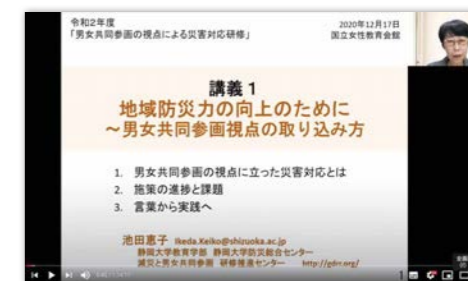 令和2年度
「男女共同参画の視点による災害対応研修」
2020年12月17日
国立女性教育会館
講義1
地域防災力の向上のために
～男女共同参画視点の取り込み方
1. 男女共同参画の視点に立った災害対応とは
2. 施策の進捗と課題
3. 言葉から実践へ
池田恵子 Ikeda.Keiko@shizuoka.ac.jp
静岡大学教育学部 静岡大学防災総合センター
減災と男女共同参画 研修推進センター http://gdrr.org/